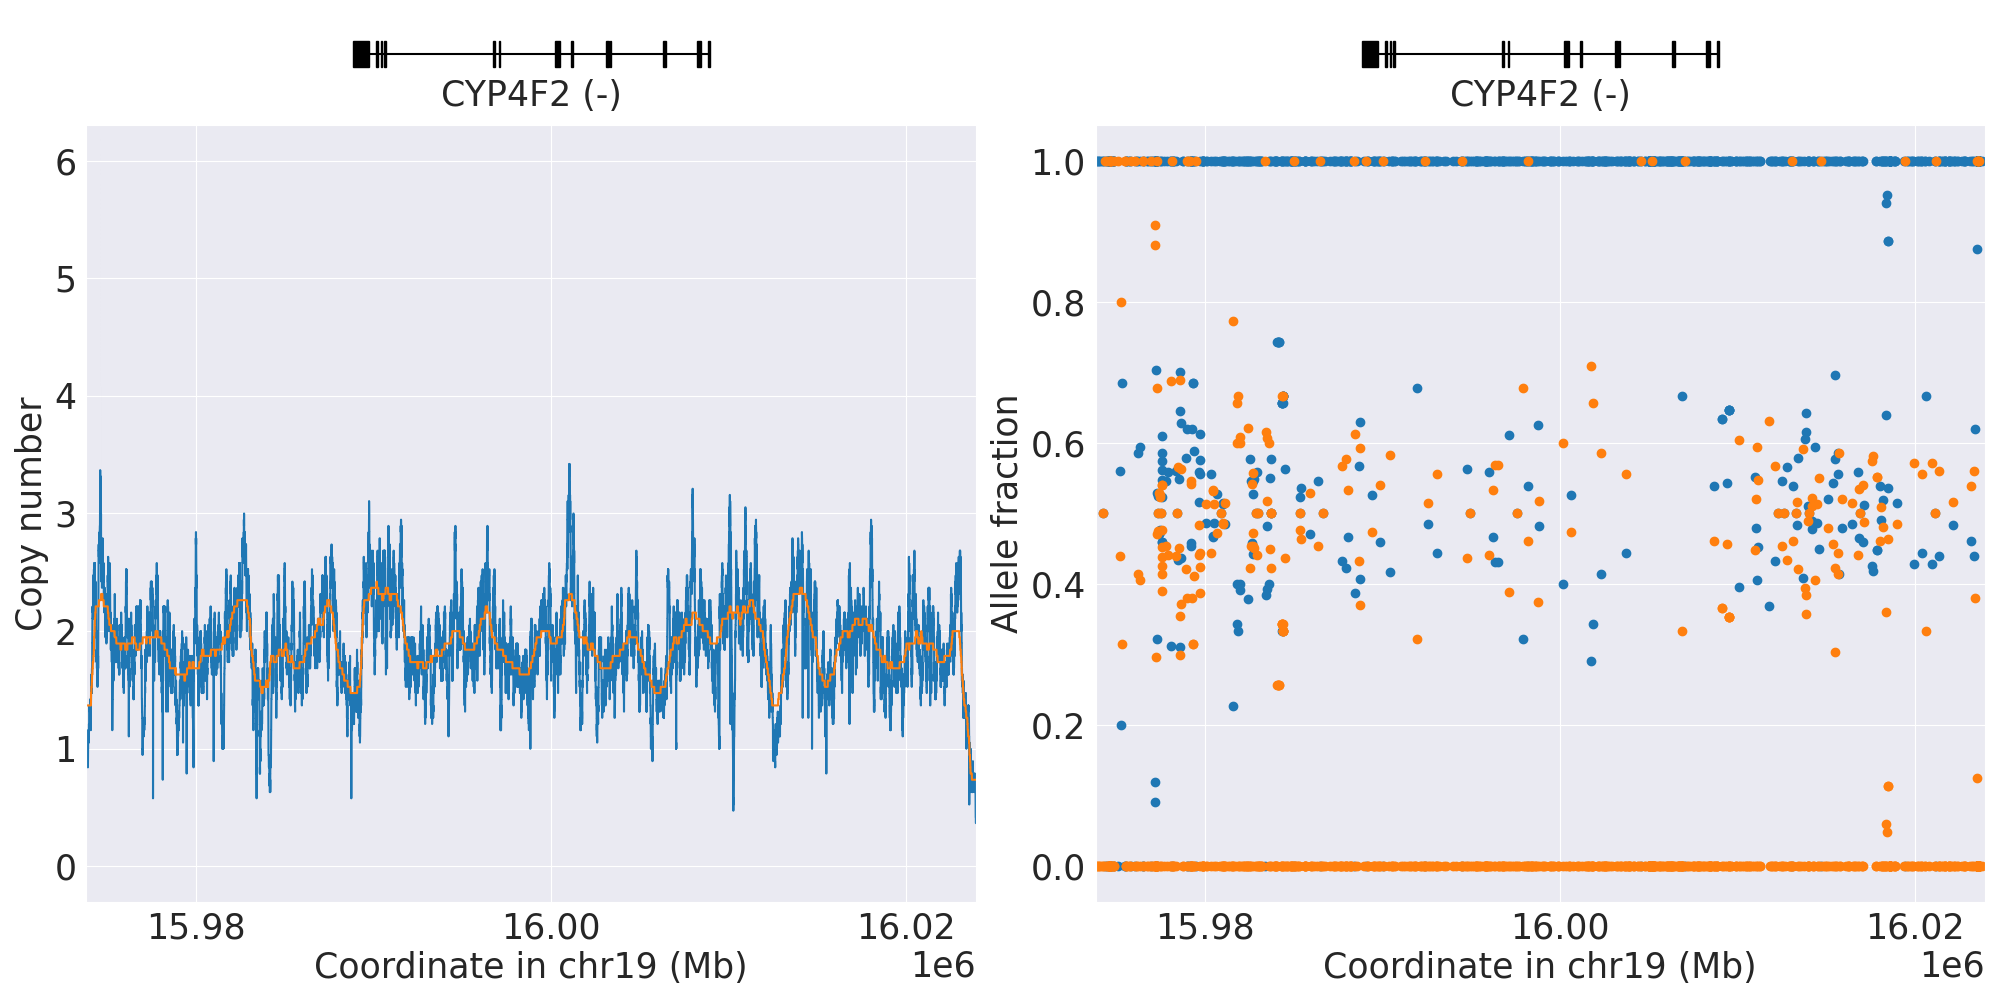 CYP4F2 (-)
Copy number
6
5
4
3
2
1
0
15.98
16.00
16.02
Coordinate in chr19 (Mb)
1e6
CYP4F2 (-)
Allele fraction
1.0
0.8
0.6
0.4
0.2
0.0
15.98
16.00
16.02
Coordinate in chr19 (Mb)
1e6